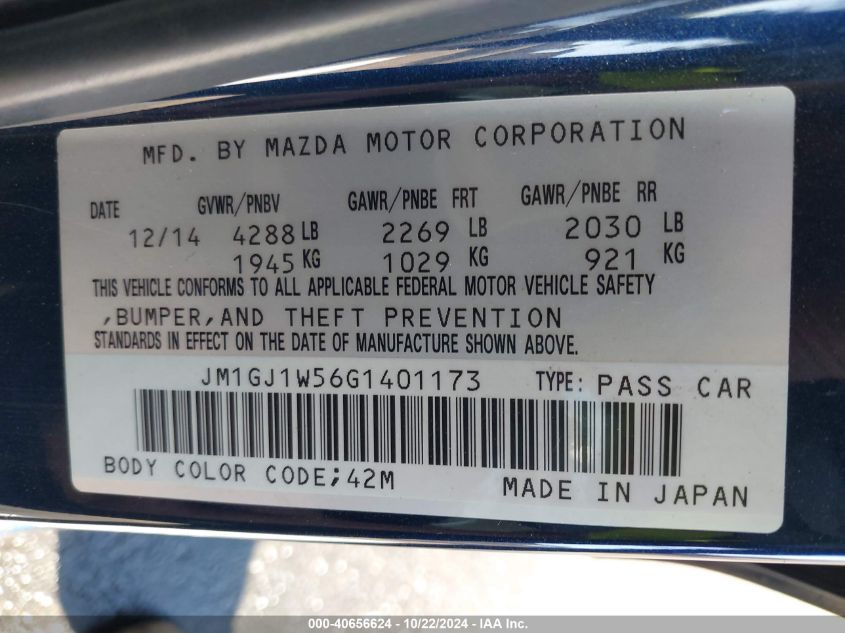 MFD. BY MAZDA MOTOR CORPORATION
DATE GVWR/PNBV GAWR/PNBE FRT GAWR/PNBE RR
12/14 4288 LB 2269 LB 2030 LB
1945 KG 1029 KG 921 KG
THIS VEHICLE CONFORMS TO ALL APPLICABLE FEDERAL MOTOR VEHICLE SAFETY
,BUMPER,AND THEFT PREVENTION
STANDARDS IN EFFECT ON THE DATE OF MANUFACTURE SHOWN ABOVE.
JM1GJ1W56G1401173 TYPE: PASS CAR
BODY COLOR CODE;42M
MADE IN JAPAN
© - 40656624 - 10/22/2024 - IAA Inc.